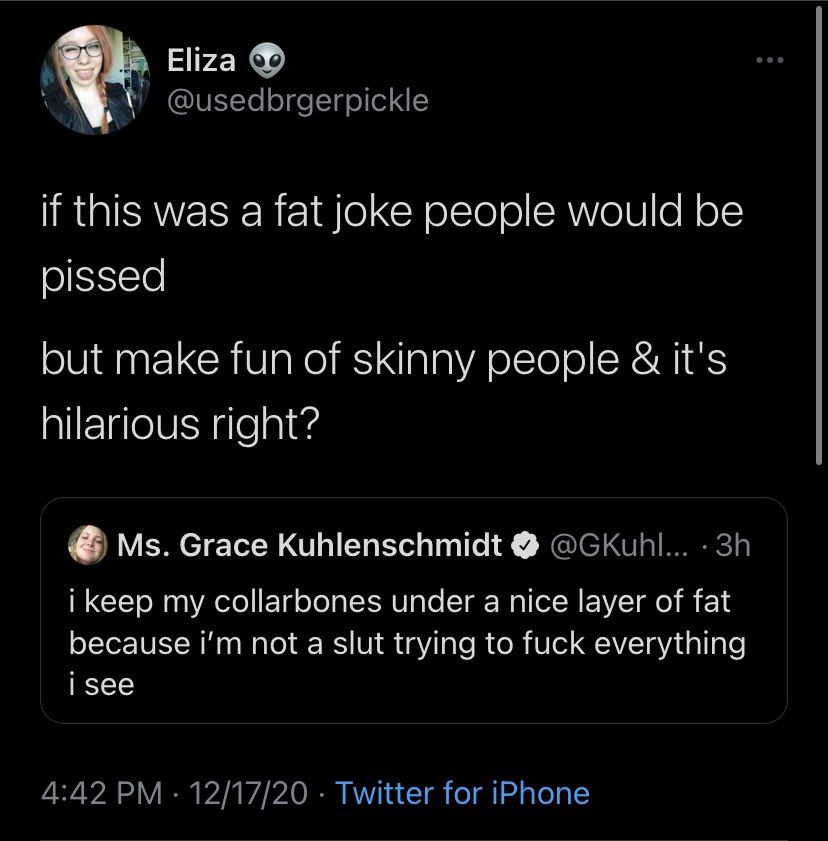 Eliza 👽
@usedbrgerpickle
if this was a fat joke people would be
pissed
but make fun of skinny people & it's
hilarious right?
Ms. Grace Kuhlenschmidt @GKuhl... · 3h
i keep my collarbones under a nice layer of fat
because i'm not a slut trying to fuck everything
i see
4:42 PM · 12/17/20 · Twitter for iPhone